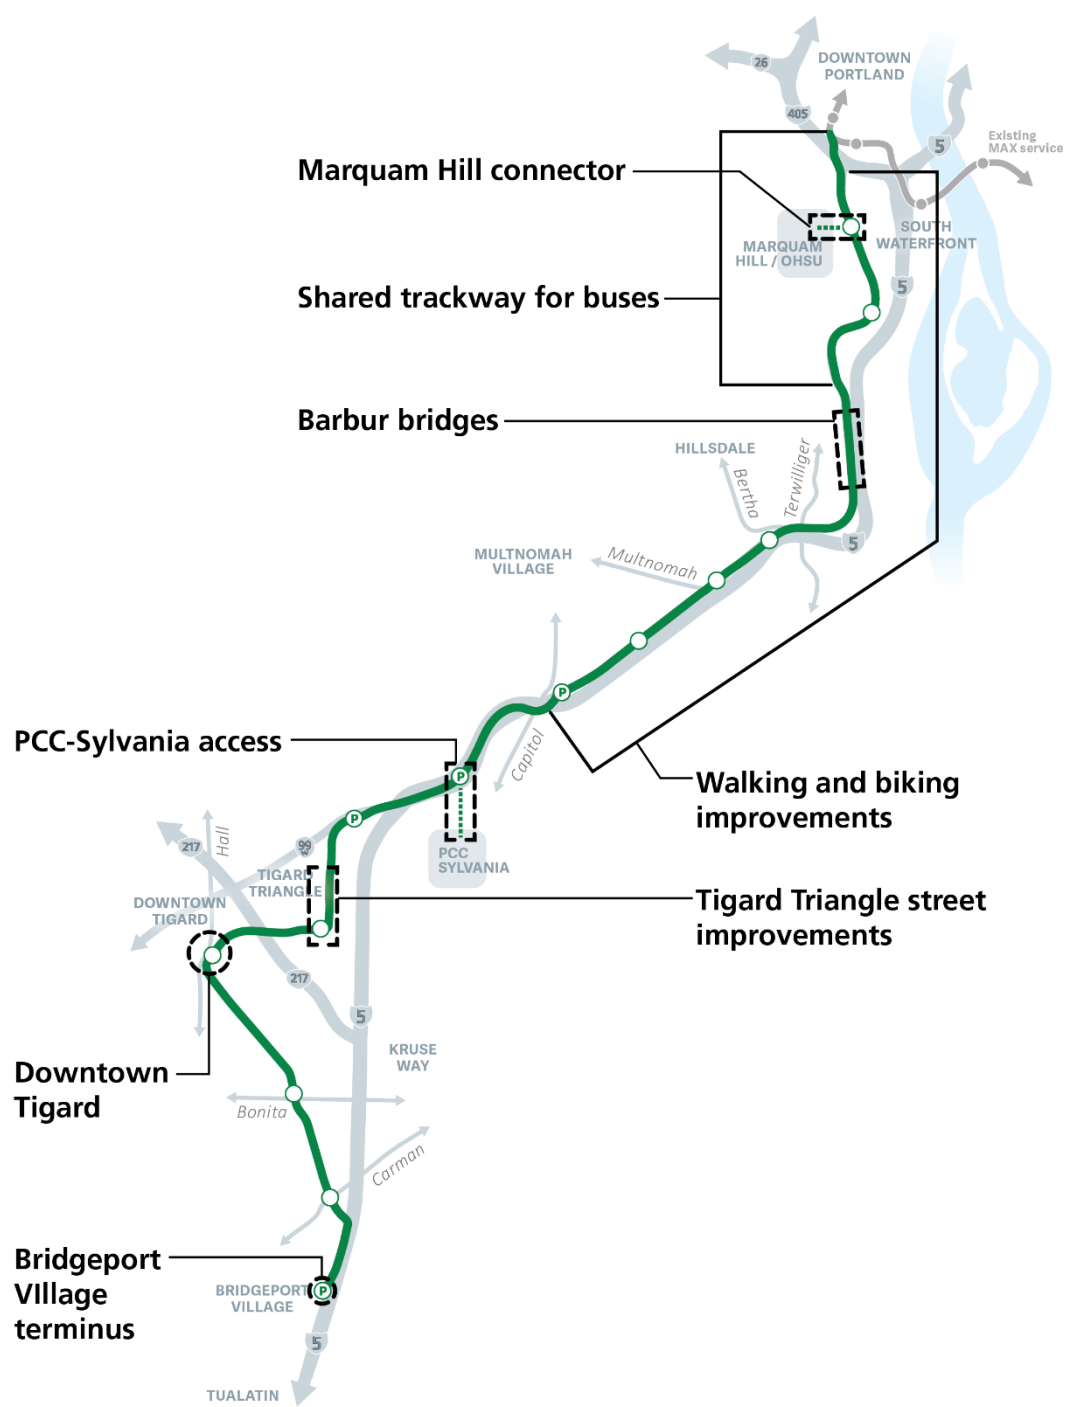 26
DOWNTOWN
PORTLAND
405
5
Existing
MAX service
Marquam Hill connector
SOUTH
WATERFRONT
MARQUAM
HILL / OHSU
5
Shared trackway for buses
Barbur bridges
HILLSDALE
Bertha
Terwilliger
5
MULTNOMAH
VILLAGE
Multnomah
P
PCC-Sylvania access
Capitol
P
Walking and biking
improvements
P
217
Hall
99
W
PCC
SYLVANIA
TIGARD
TRIANGLE
DOWNTOWN
TIGARD
Tigard Triangle street
improvements
217
5
KRUSE
WAY
Downtown
Tigard
Bonita
Carman
Bridgeport
VIllage
terminus
BRIDGEPORT
VILLAGE
P
5
TUALATIN